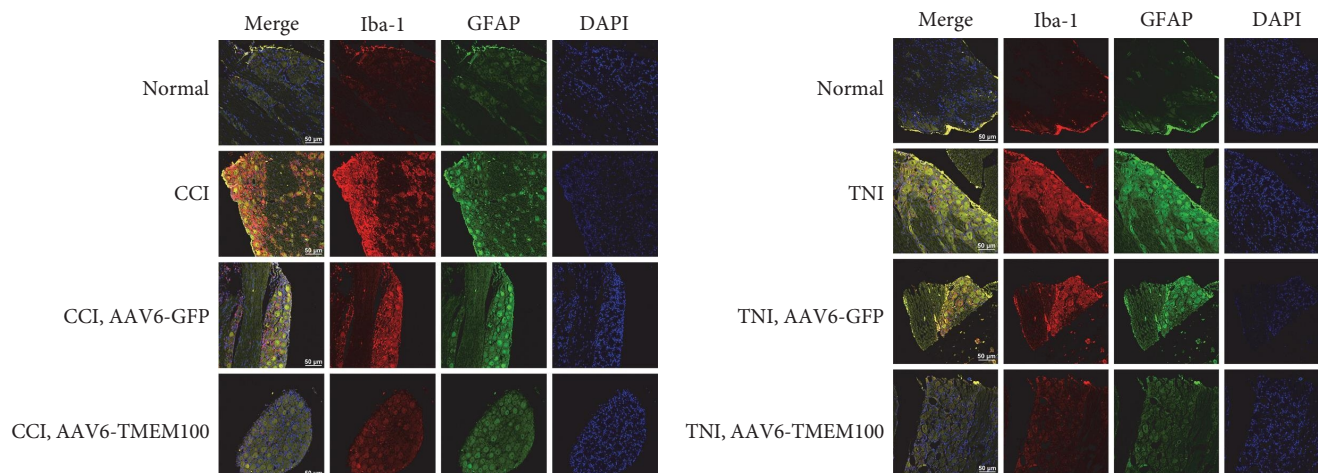 Merge Iba-1 GFAP DAPI
Normal
50 µm
CCI
50 µm
CCI, AAV6-GFP
50 µm
CCI, AAV6-TMEM100
50 µm
Merge Iba-1 GFAP DAPI
Normal
50 µm
TNI
50 µm
TNI, AAV6-GFP
50 µm
TNI, AAV6-TMEM100
50 µm